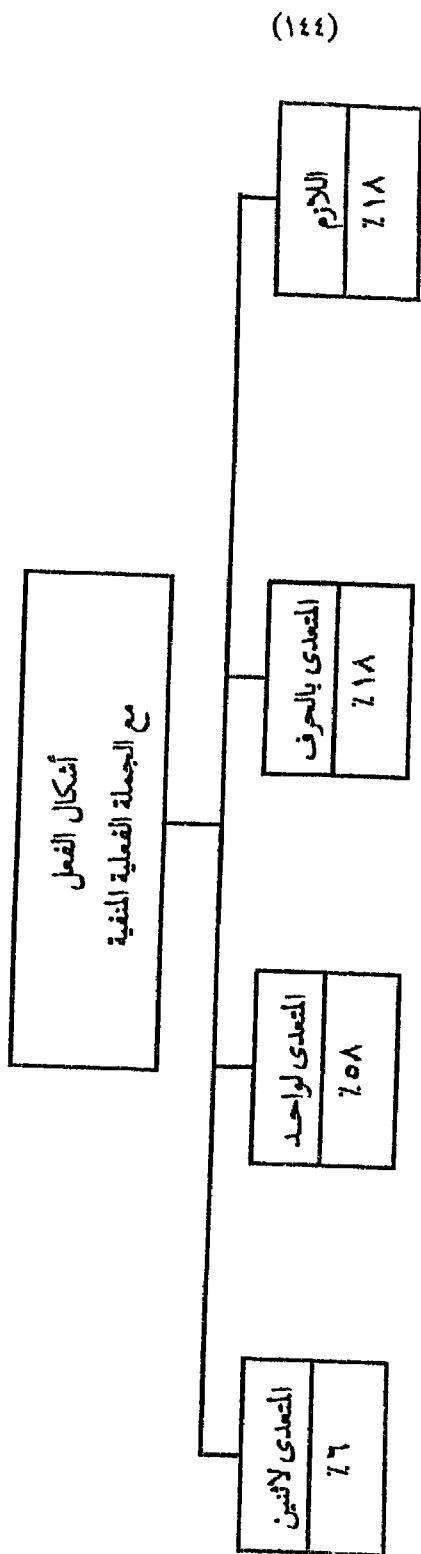 (١٤٤)
أشكال الفعل
مع الجملة الفعلية المنفية
اللازم
٪١٨
المتعدى بالحرف
٪١٨
المتعدى لواحد
٪٥٨
المتعدى لاثنين
٪٦